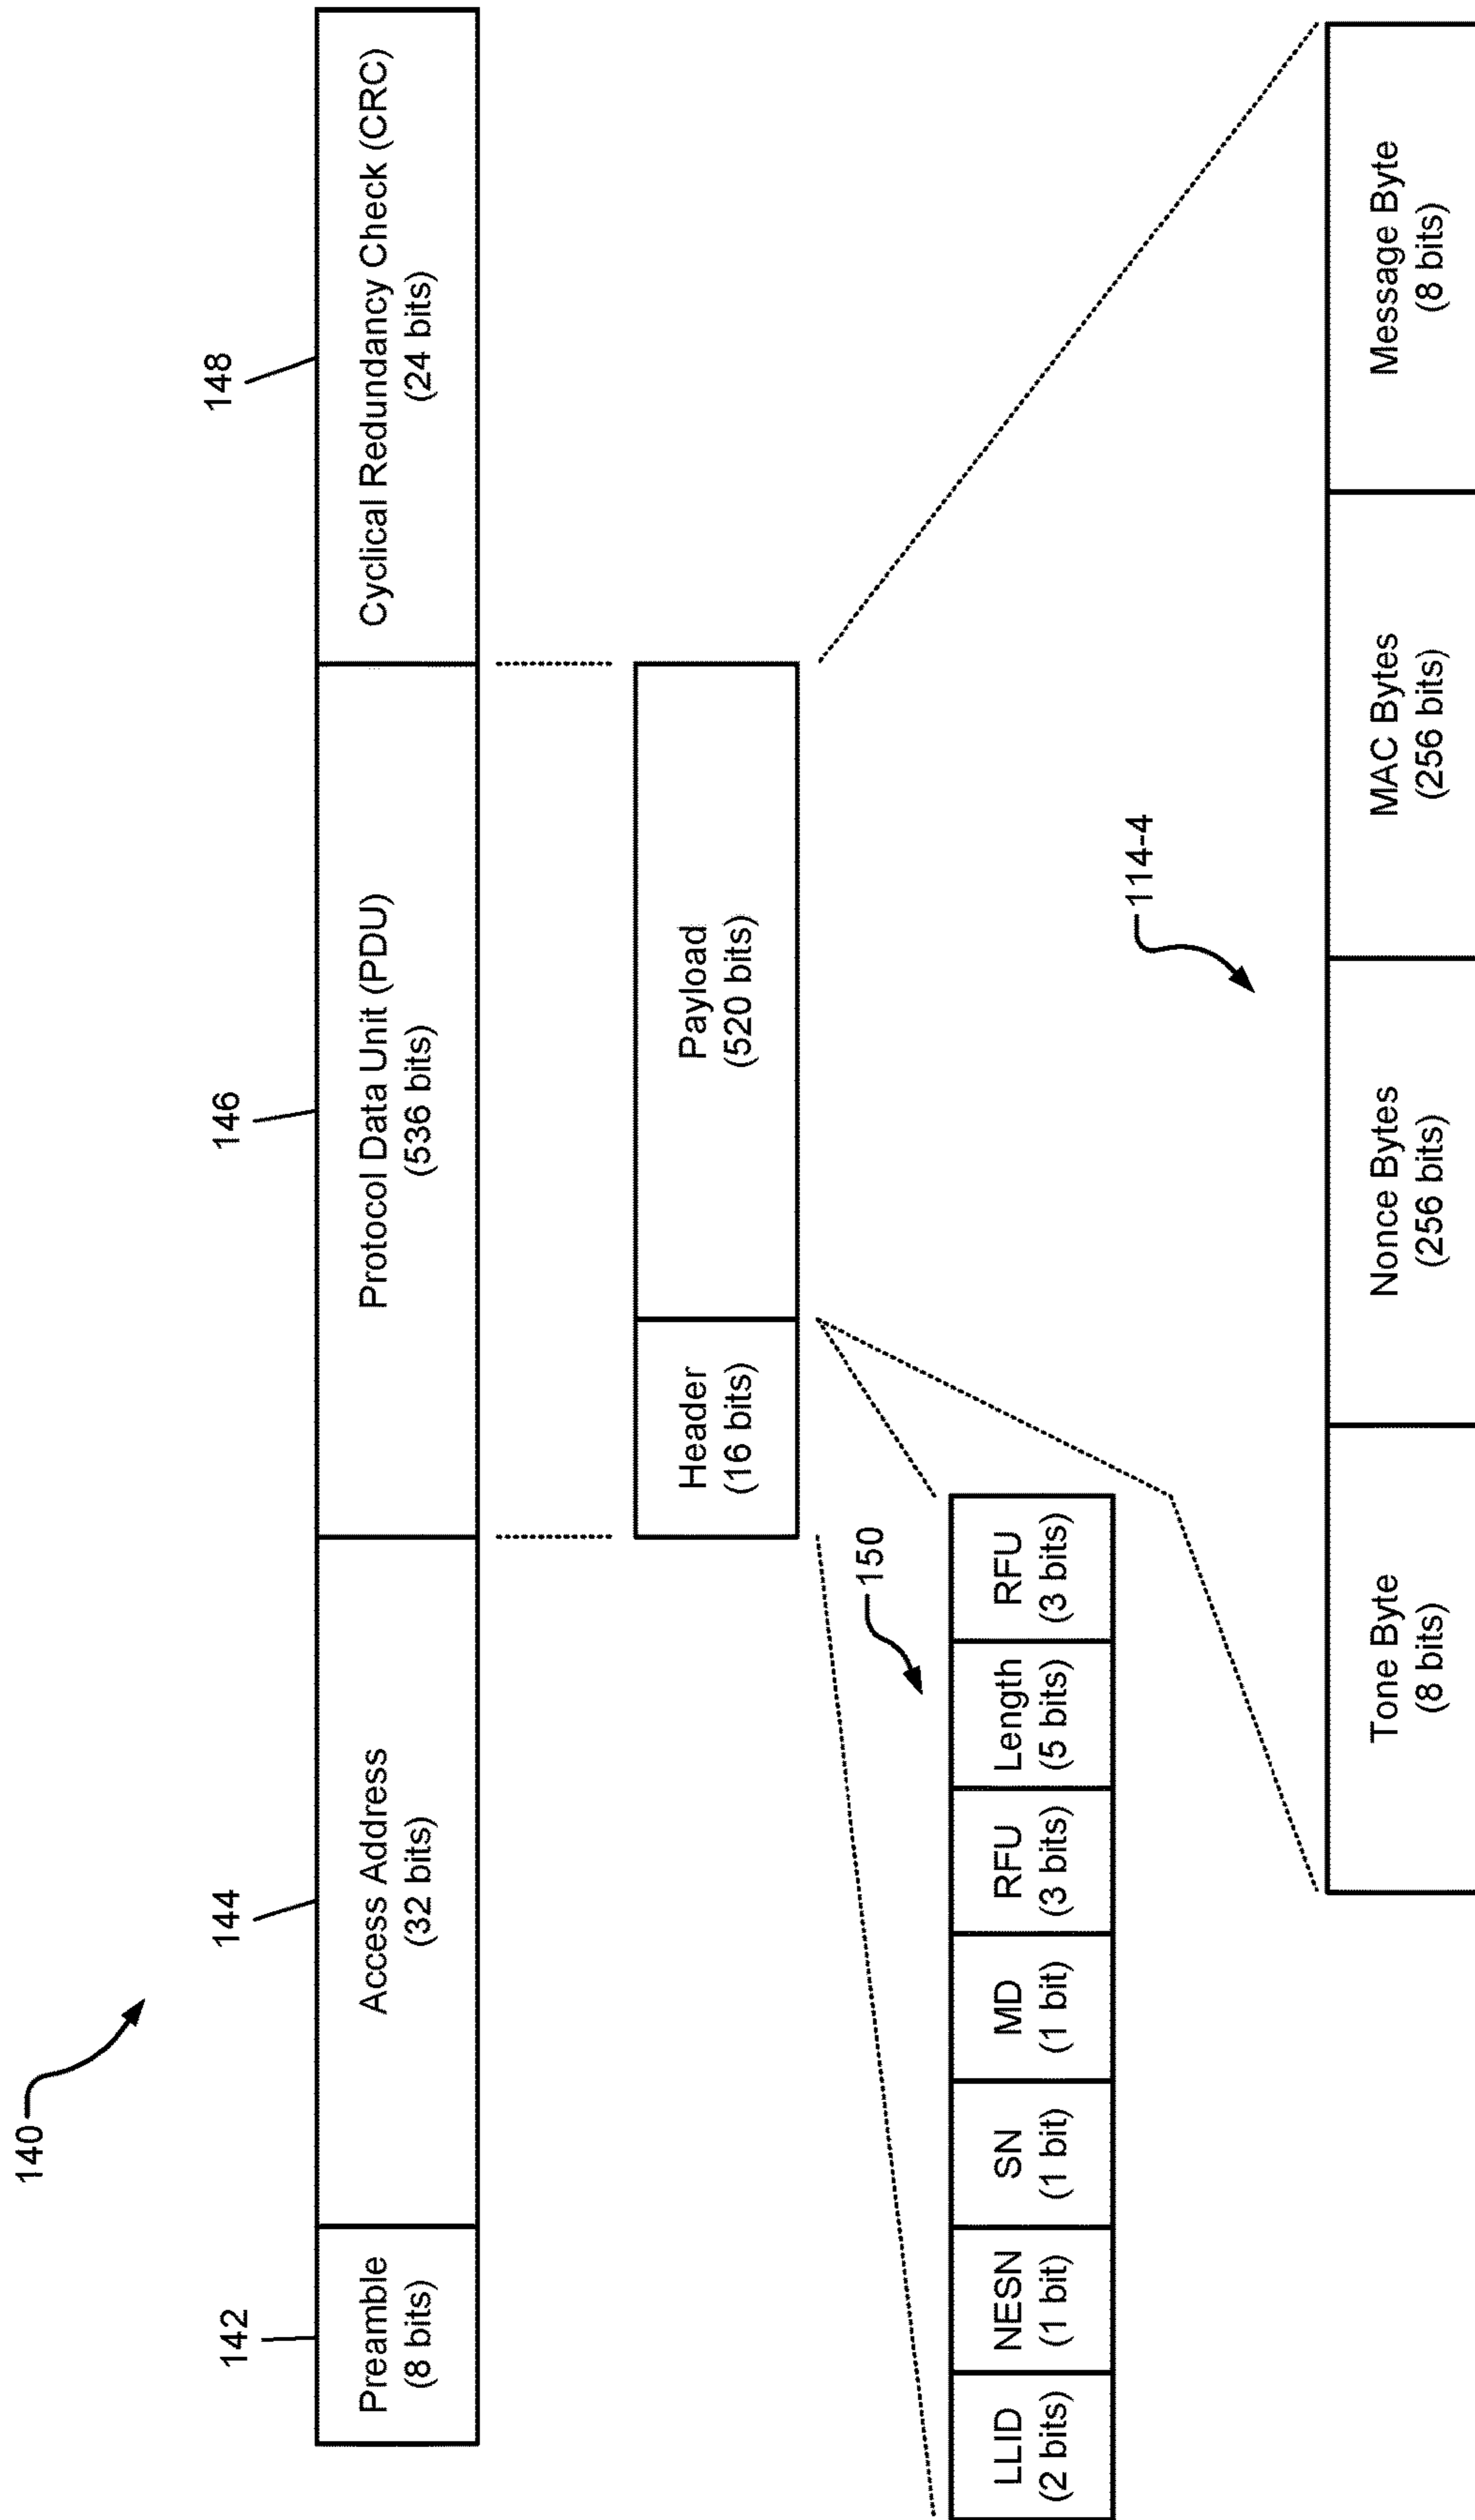 140
142
144
146
148
Preamble
(8 bits)
Access Address
(32 bits)
Protocol Data Unit (PDU)
(536 bits)
Cyclical Redundancy Check (CRC)
(24 bits)
Header
(16 bits)
Payload
(520 bits)
150
LLID
(2 bits)
NESN
(1 bit)
SN
(1 bit)
MD
(1 bit)
RFU
(3 bits)
Length
(5 bits)
RFU
(3 bits)
114-4
Tone Byte
(8 bits)
Nonce Bytes
(256 bits)
MAC Bytes
(256 bits)
Message Byte
(8 bits)